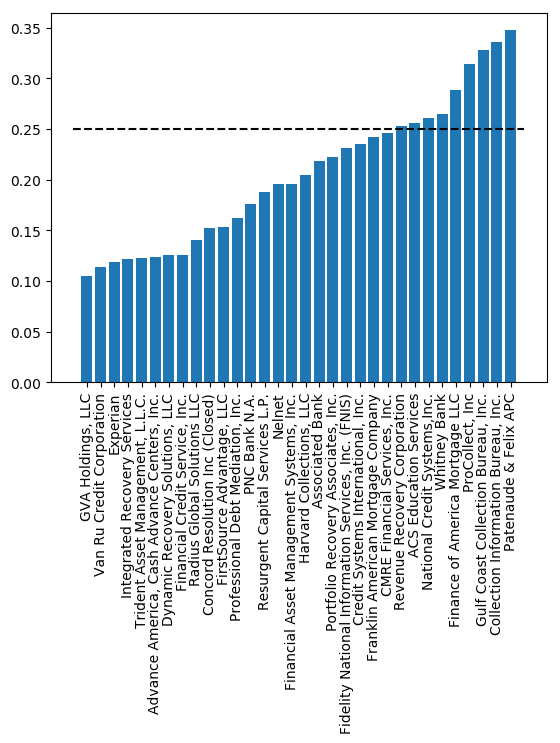 0.35
0.30
0.25
0.20
0.15
0.10
0.05
0.00
GVA Holdings, LLC
Van Ru Credit Corporation
Experian
Integrated Recovery Services
Trident Asset Management, L.L.C.
Advance America, Cash Advance Centers, Inc.
Dynamic Recovery Solutions, LLC
Financial Credit Service, Inc.
Radius Global Solutions LLC
Concord Resolution Inc (Closed)
FirstSource Advantage, LLC
Professional Debt Mediation, Inc.
PNC Bank N.A.
Resurgent Capital Services L.P.
Nelnet
Financial Asset Management Systems, Inc.
Harvard Collections, LLC
Associated Bank
Portfolio Recovery Associates, Inc.
Fidelity National Information Services, Inc. (FNIS)
Credit Systems International, Inc.
Franklin American Mortgage Company
CMRE Financial Services, Inc.
Revenue Recovery Corporation
ACS Education Services
National Credit Systems,Inc.
Whitney Bank
Finance of America Mortgage LLC
ProCollect, Inc
Gulf Coast Collection Bureau, Inc.
Collection Information Bureau, Inc.
Patenaude & Felix APC